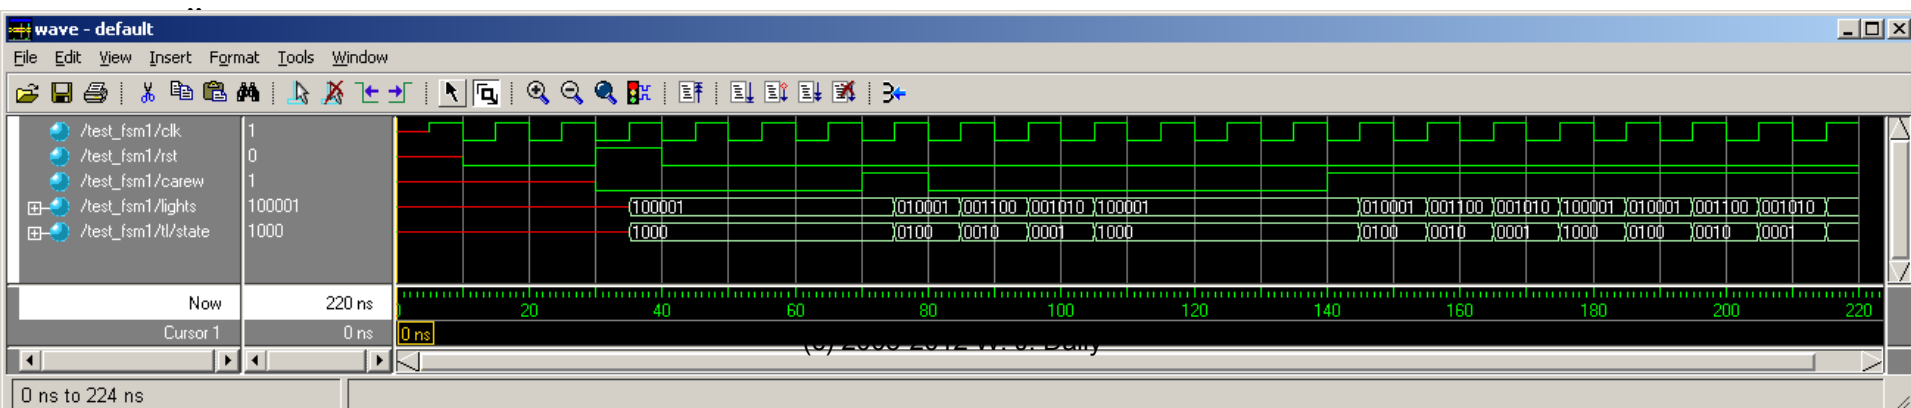 wave - default
File Edit View Insert Format Tools Window
/test_fsm1/clk 1
/test_fsm1/rst 0
/test_fsm1/carew 1
/test_fsm1/lights 100001 100001 010001 001100 001010 100001 010001 001100 001010 100001 010001 001100 001010
/test_fsm1/tl/state 1000 1000 0100 0010 0001 1000 0100 0010 0001 1000 0100 0010 0001
Now 220 ns 20 40 60 80 100 120 140 160 180 200 220
Cursor 1 0 ns 0 ns
(c) 2005-2012 W. J. Dally
0 ns to 224 ns